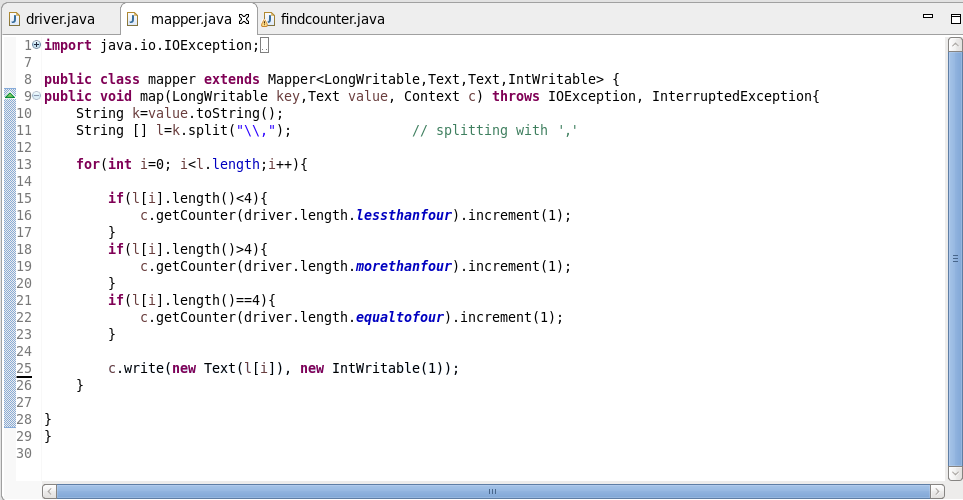 driver.java mapper.java findcounter.java
1 import java.io.IOException;
7
8 public class mapper extends Mapper<LongWritable,Text,Text,IntWritable> {
9 public void map(LongWritable key,Text value, Context c) throws IOException, InterruptedException{
10 String k=value.toString();
11 String [] l=k.split("\\,"); // splitting with ','
12
13 for(int i=0; i<l.length;i++){
14
15 if(l[i].length()<4){
16 c.getCounter(driver.length.lessthanfour).increment(1);
17 }
18 if(l[i].length()>4){
19 c.getCounter(driver.length.morethanfour).increment(1);
20 }
21 if(l[i].length()==4){
22 c.getCounter(driver.length.equaltofour).increment(1);
23 }
24
25 c.write(new Text(l[i]), new IntWritable(1));
26 }
27
28 }
29 }
30